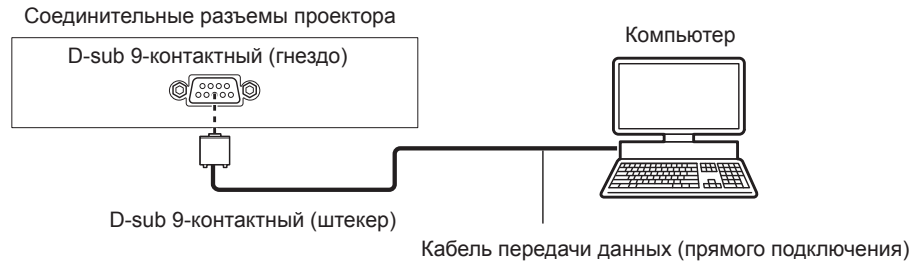 Соединительные разъемы проектора
D-sub 9-контактный (гнездо)
Компьютер
D-sub 9-контактный (штекер)
Кабель передачи данных (прямого подключения)